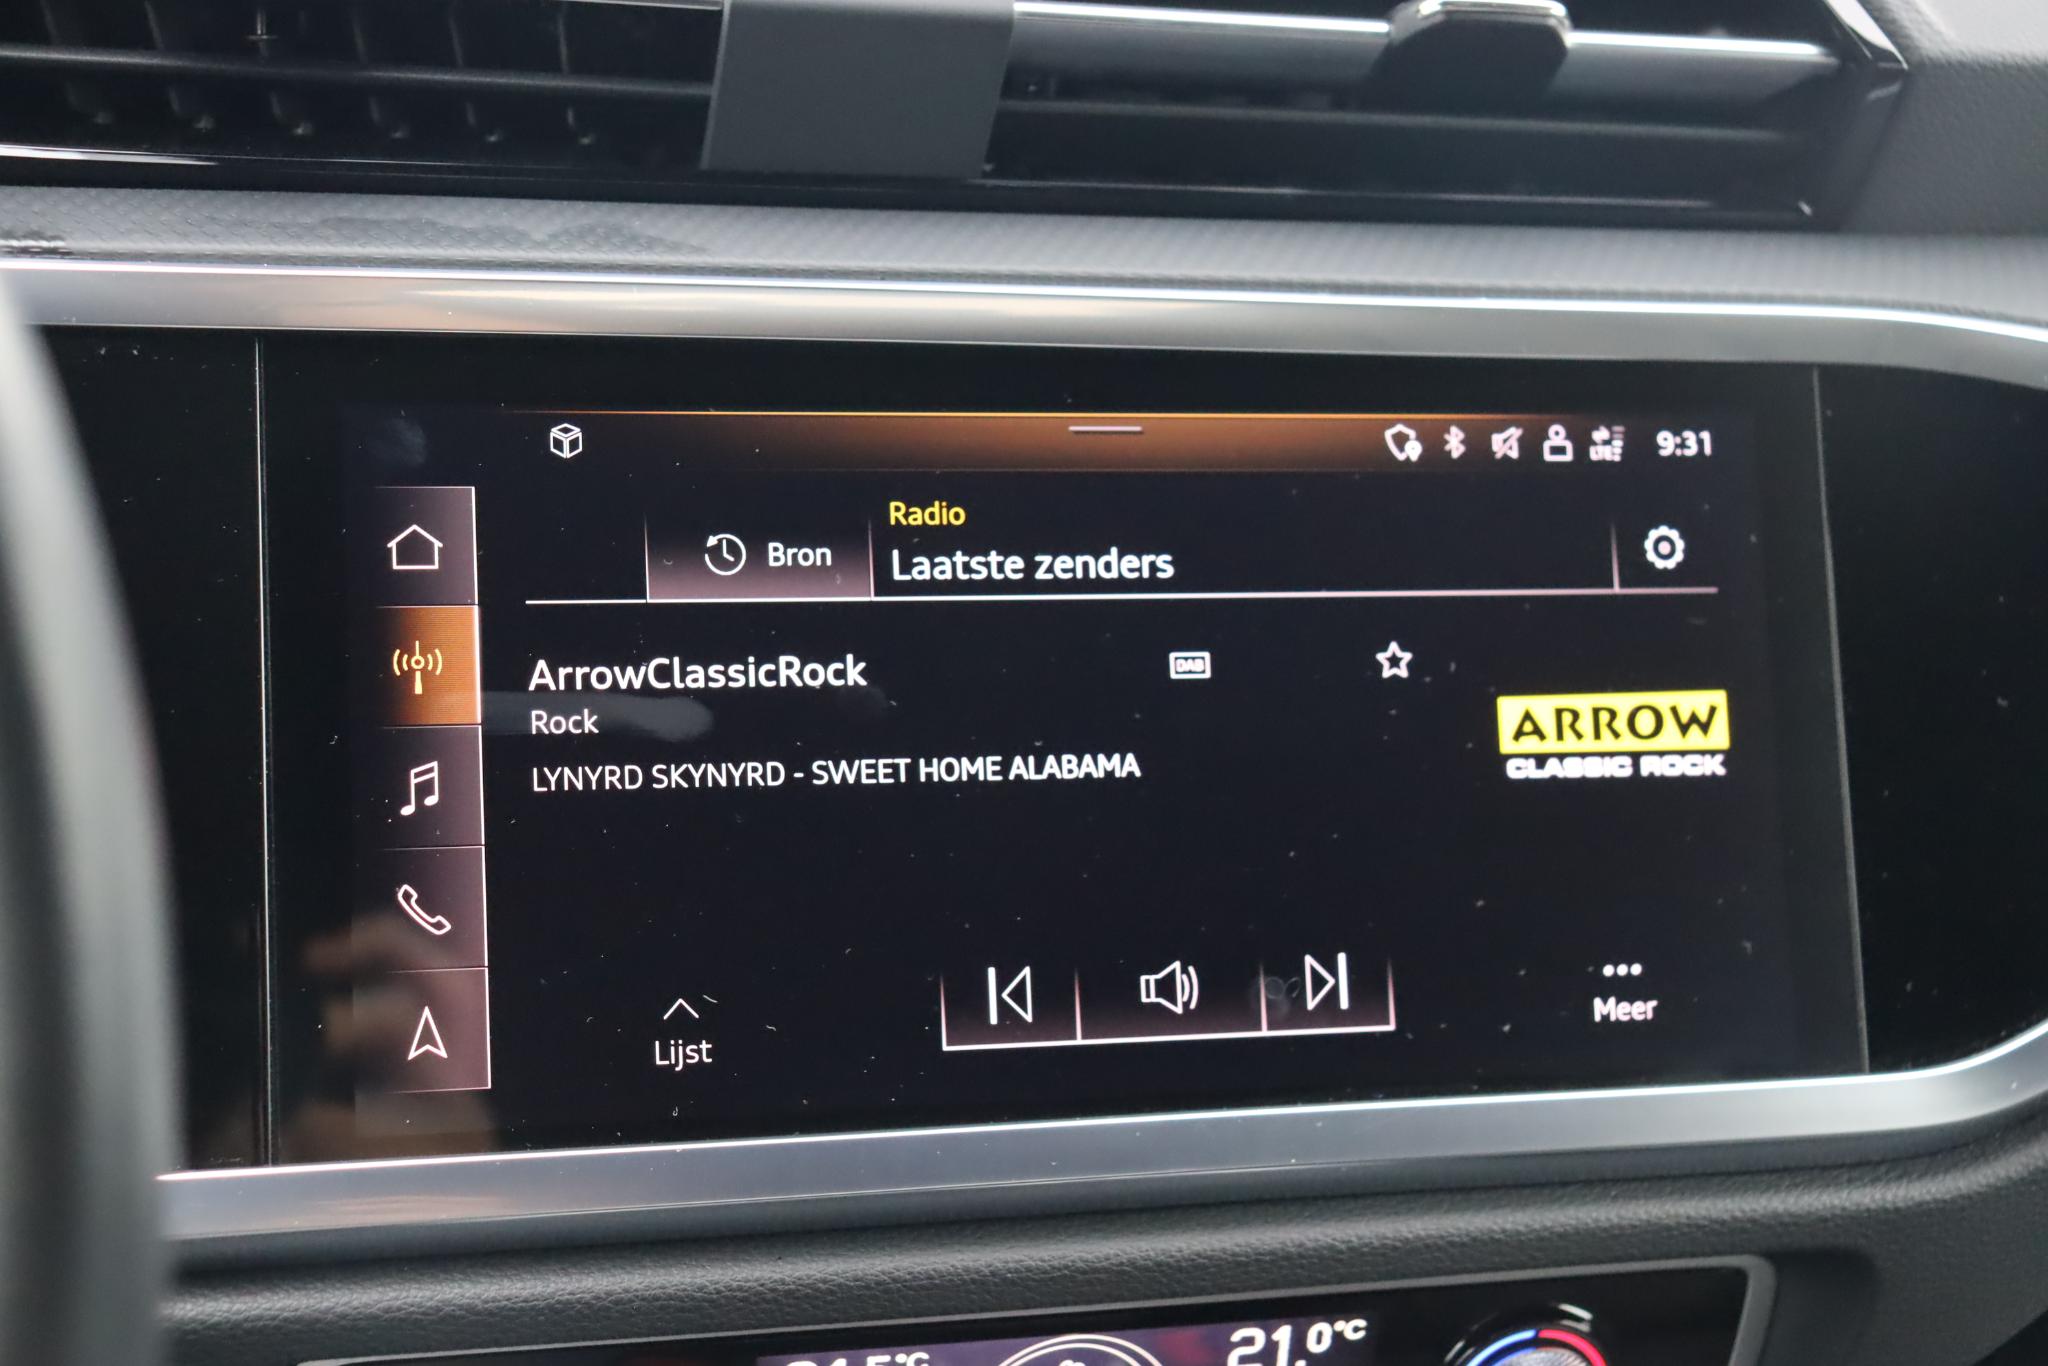 9:31
Radio
Bron
Laatste zenders
ArrowClassicRock
DAB
Rock
LYNYRD SKYNYRD - SWEET HOME ALABAMA
ARROW
CLASSIC ROCK
Lijst
Meer
21.0°C